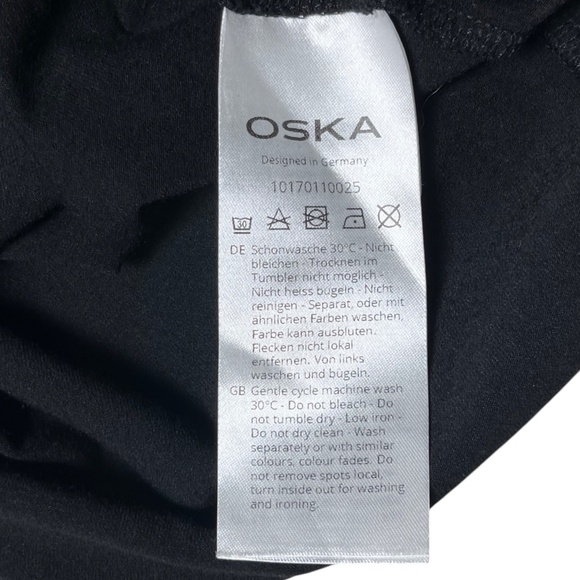 OSKA
Designed in Germany
10170110025
30
DE Schonwäsche 30°C - Nicht
bleichen - Trocknen im
Tumbler nicht möglich -
Nicht heiss bügeln - Nicht
reinigen - Separat, oder mit
ähnlichen Farben waschen,
Farbe kann ausbluten.
Flecken nicht lokal
entfernen. Von links
waschen und bügeln.
GB Gentle cycle machine wash
30°C - Do not bleach - Do
not tumble dry - Low iron -
Do not dry clean - Wash
separately or with similar
colours, colour fades. Do
not remove spots local,
turn inside out for washing
and ironing.